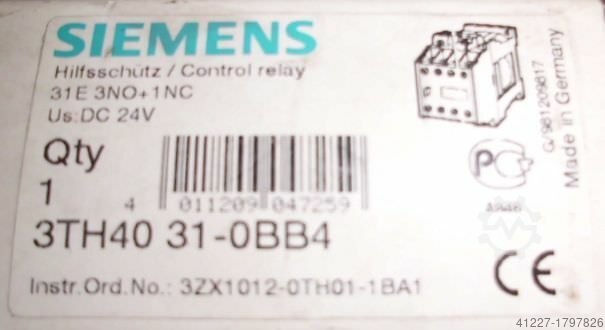 SIEMENS
Hilfsschütz / Control relay
31E 3NO+1NC
Us:DC 24V
Qty
1
4 011209 047259
3TH40 31-0BB4
Instr.Ord.No.: 3ZX1012-0TH01-1BA1
G/981209817
Made in Germany
CE
41227-1797826